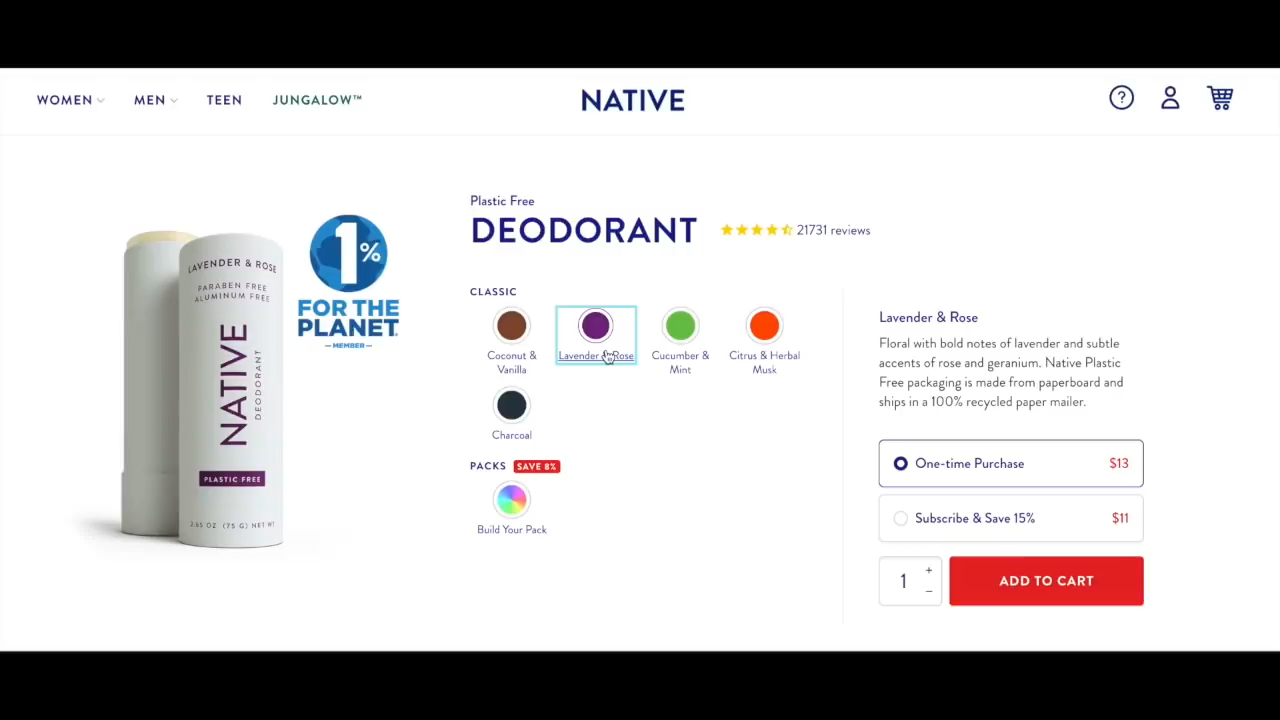 WOMEN
MEN
TEEN
JUNGALOW™
NATIVE
?
Plastic Free
DEODORANT
21731 reviews
LAVENDER & ROSE
PARABEN FREE
ALUMINUM FREE
NATIVE
DEODORANT
PLASTIC FREE
2.65 OZ (75 G) NET WT
1%
FOR THE
PLANET
MEMBER
CLASSIC
Coconut &
Vanilla
Lavender & Rose
Cucumber &
Mint
Citrus & Herbal
Musk
Charcoal
PACKS SAVE 8%
Build Your Pack
Lavender & Rose
Floral with bold notes of lavender and subtle
accents of rose and geranium. Native Plastic
Free packaging is made from paperboard and
ships in a 100% recycled paper mailer.
One-time Purchase $13
Subscribe & Save 15% $11
1 + −
ADD TO CART